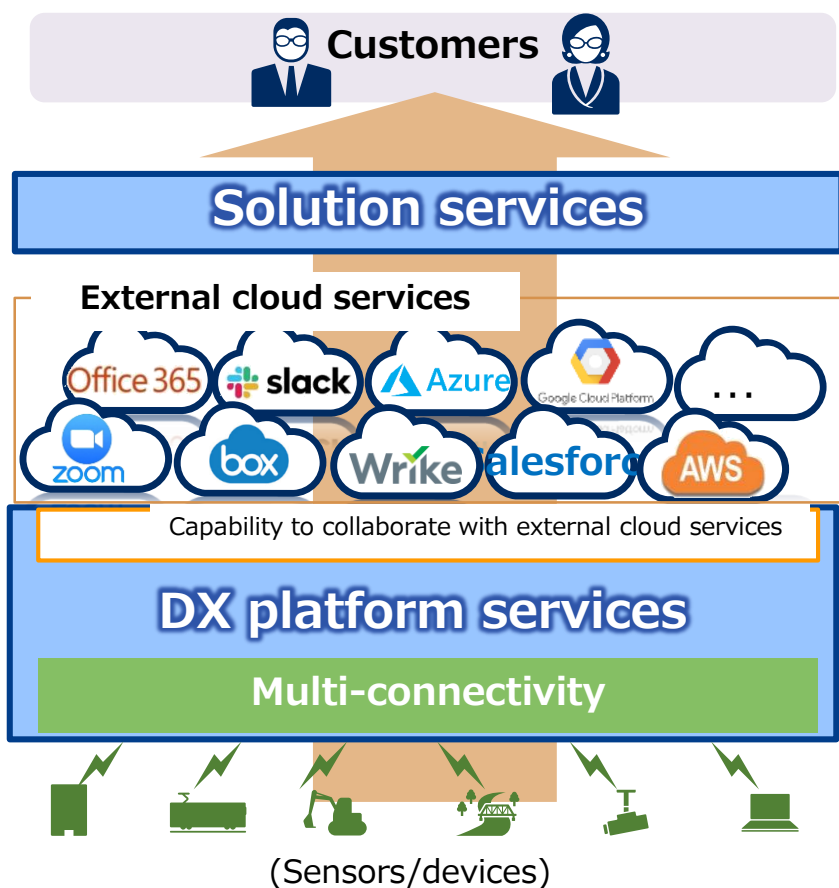 Customers
Solution services
External cloud services
Office 365
slack
Azure
Google Cloud Platform
...
zoom
box
Wrike
Salesforc
AWS
Capability to collaborate with external cloud services
DX platform services
Multi-connectivity
(Sensors/devices)